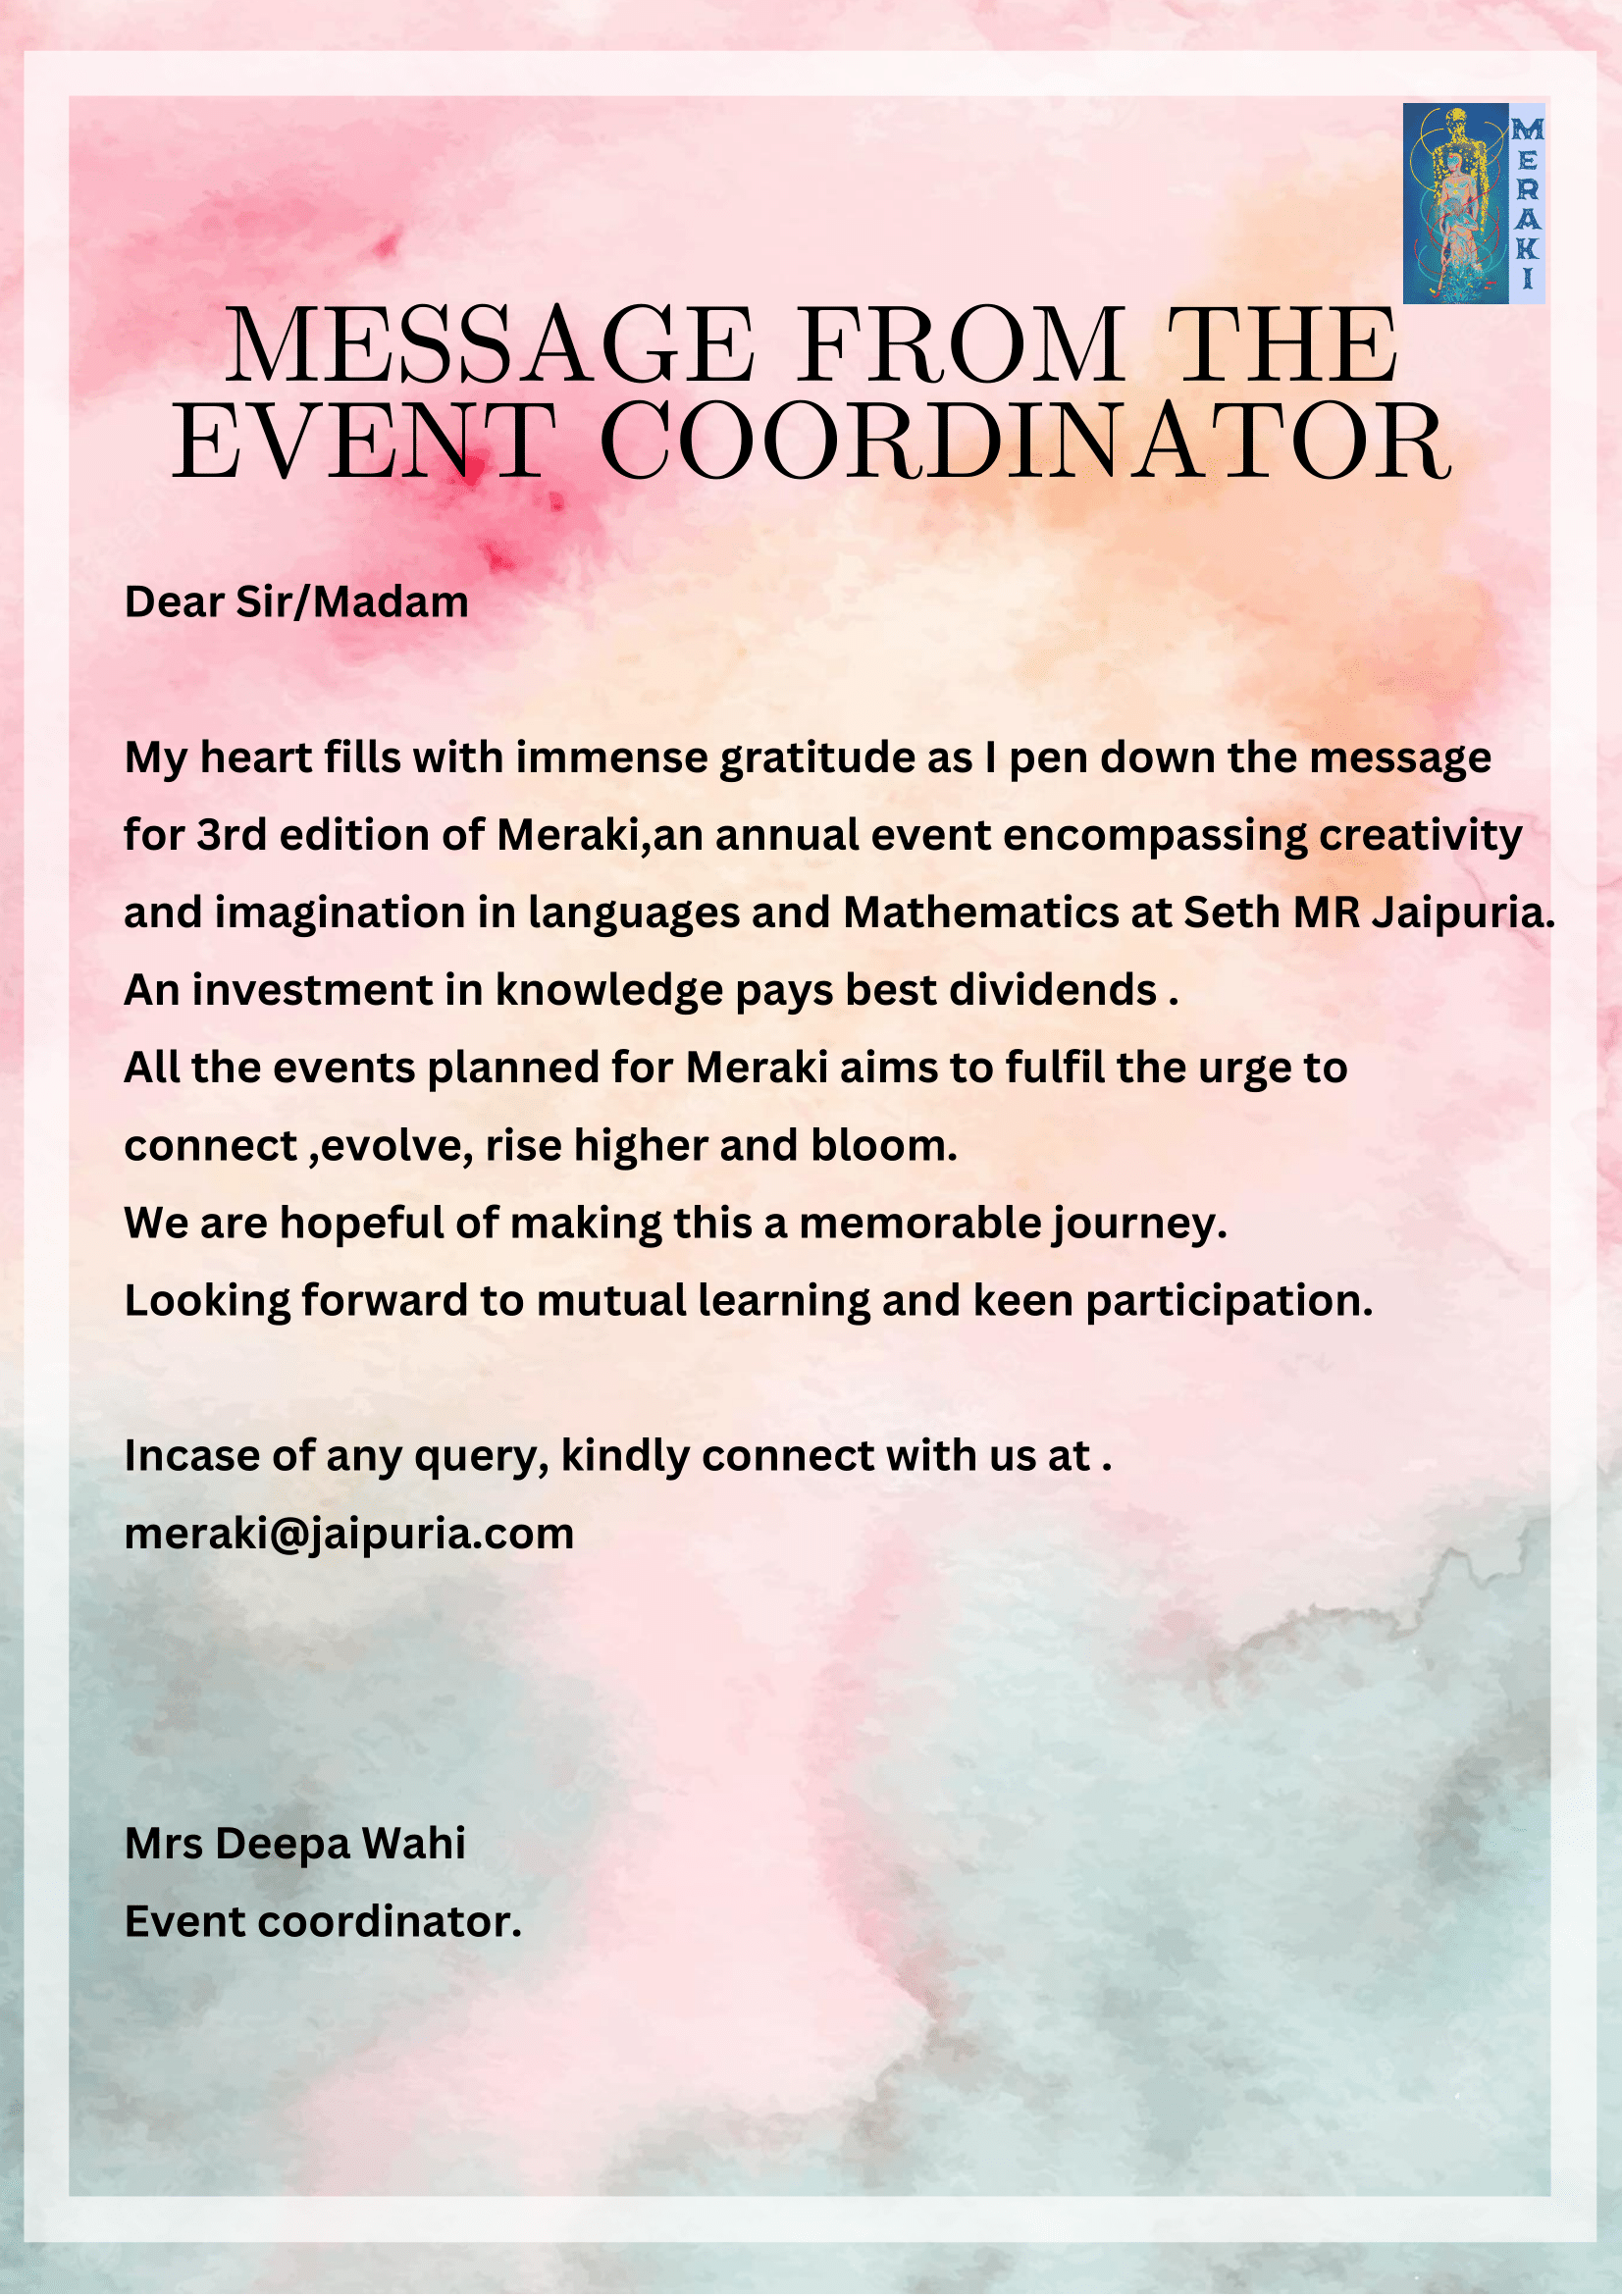 MERAKI
MESSAGE FROM THE
EVENT COORDINATOR
Dear Sir/Madam
My heart fills with immense gratitude as I pen down the message
for 3rd edition of Meraki,an annual event encompassing creativity
and imagination in languages and Mathematics at Seth MR Jaipuria.
An investment in knowledge pays best dividends .
All the events planned for Meraki aims to fulfil the urge to
connect ,evolve, rise higher and bloom.
We are hopeful of making this a memorable journey.
Looking forward to mutual learning and keen participation.
Incase of any query, kindly connect with us at .
meraki@jaipuria.com
Mrs Deepa Wahi
Event coordinator.